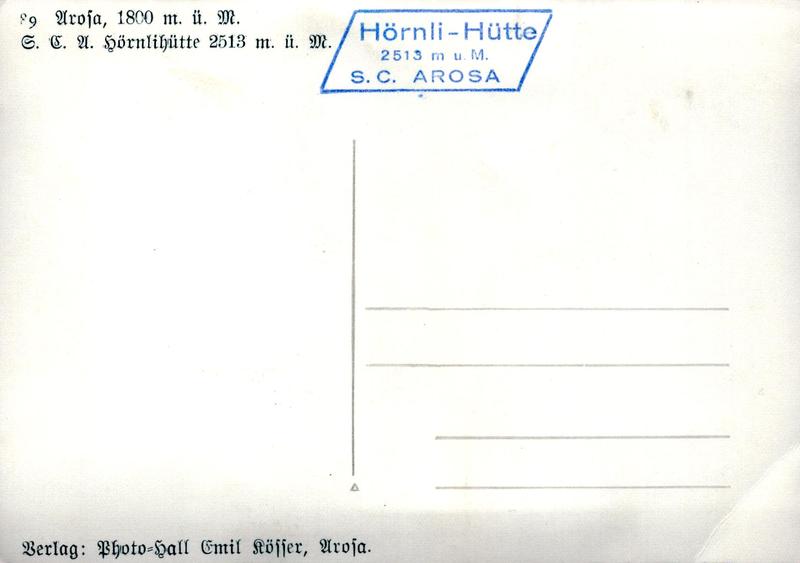 89 Arosa, 1800 m. ü. M.
S. C. A. Hörnlihütte 2513 m. ü. M.
Hörnli-Hütte
2513 m u. M.
S. C. AROSA
Verlag: Photo-Hall Emil Kösser, Arosa.